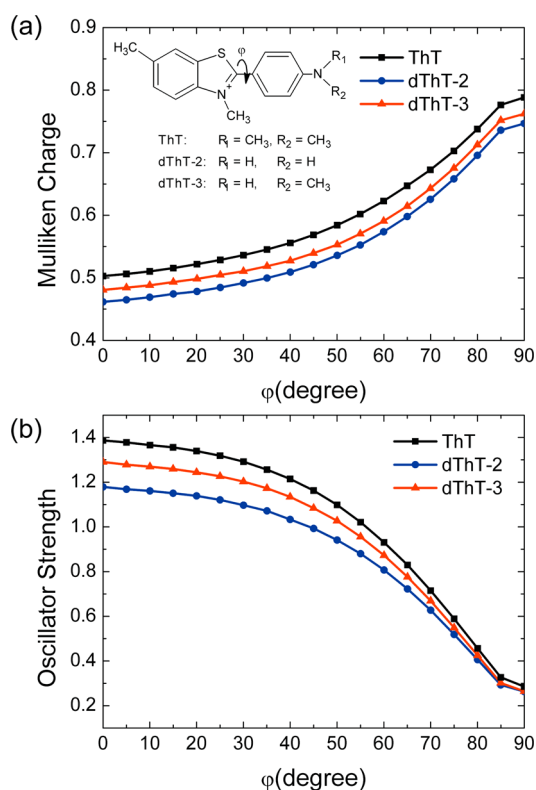 (a)
H₃C
S
φ
N
+
CH₃
N
R₁
R₂
ThT
dThT-2
dThT-3
ThT: R₁ = CH₃, R₂ = CH₃
dThT-2: R₁ = H, R₂ = H
dThT-3: R₁ = H, R₂ = CH₃
Mulliken Charge
0.9
0.8
0.7
0.6
0.5
0.4
0 10 20 30 40 50 60 70 80 90
φ(degree)
(b)
ThT
dThT-2
dThT-3
Oscillator Strength
1.4
1.2
1.0
0.8
0.6
0.4
0.2
0 10 20 30 40 50 60 70 80 90
φ(degree)